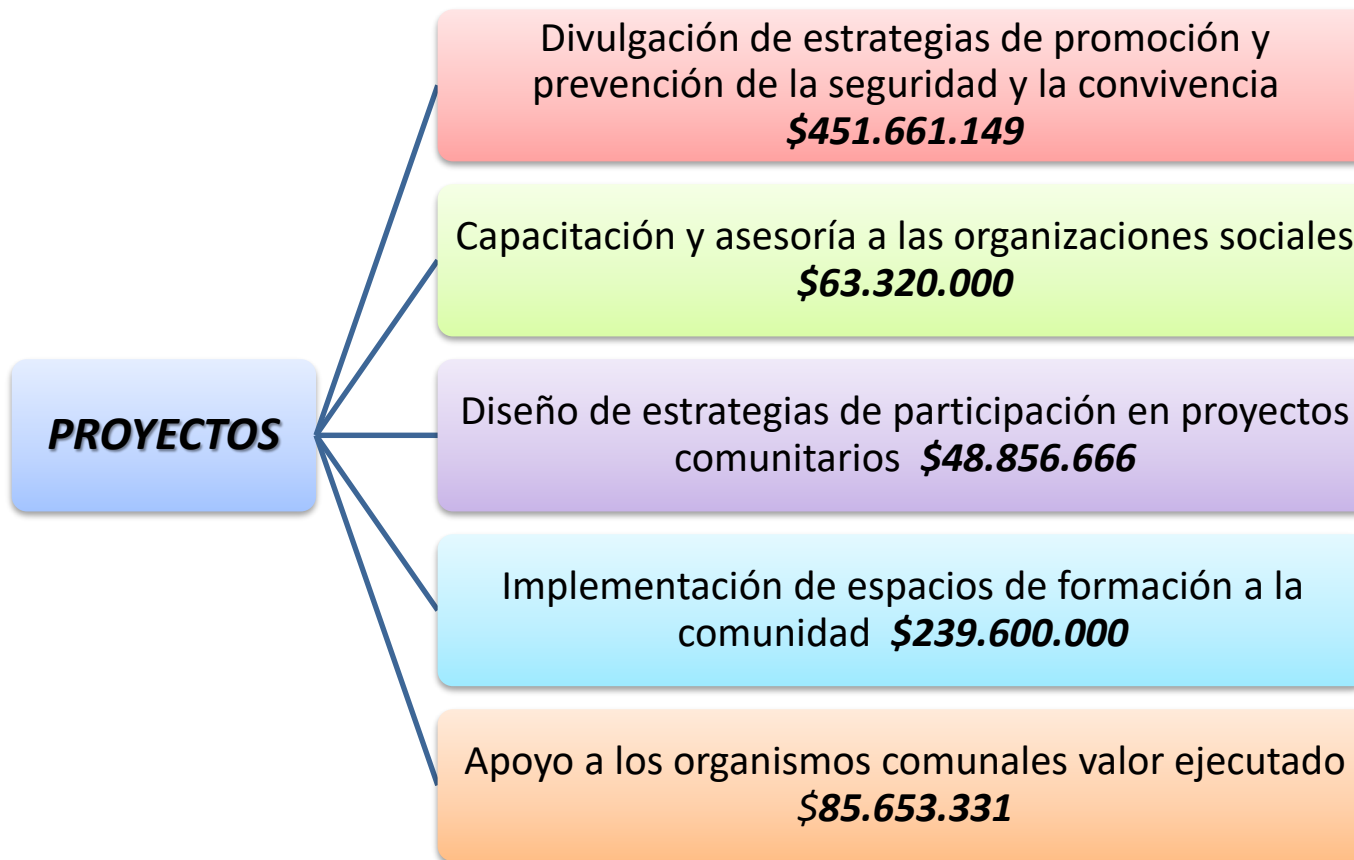 PROYECTOS
Divulgación de estrategias de promoción y
prevención de la seguridad y la convivencia
$451.661.149
Capacitación y asesoría a las organizaciones sociales
$63.320.000
Diseño de estrategias de participación en proyectos
comunitarios $48.856.666
Implementación de espacios de formación a la
comunidad $239.600.000
Apoyo a los organismos comunales valor ejecutado
$85.653.331